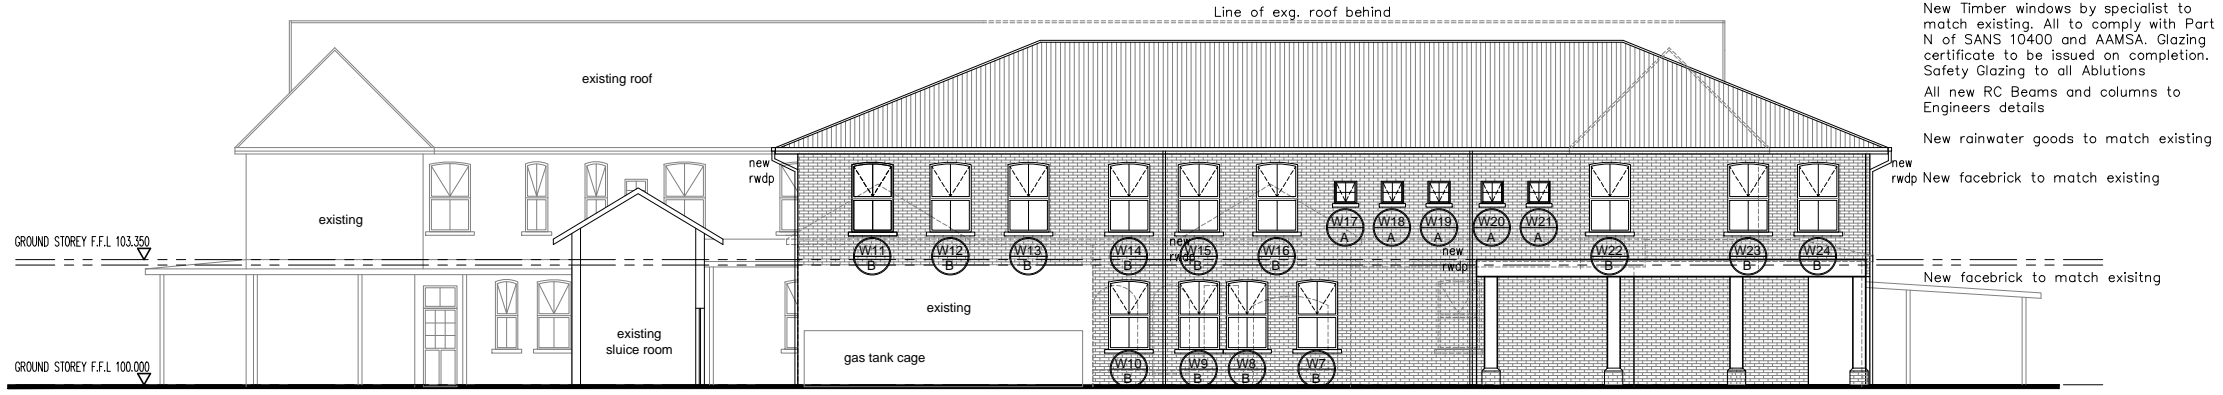 Line of exg. roof behind
New Timber windows by specialist to
match existing. All to comply with Part
N of SANS 10400 and AAMSA. Glazing
certificate to be issued on completion.
Safety Glazing to all Ablutions
All new RC Beams and columns to
Engineers details
New rainwater goods to match existing
New facebrick to match existing
New facebrick to match exisitng
existing roof
new
rwdp
new
rwdp
existing
GROUND STOREY F.F.L 103.350
W17
A
W18
A
W19
A
W20
A
W21
A
W11
B
W12
B
W13
B
W14
B
new
rwdp
W15
B
W16
B
new
rwdp
W22
B
W23
B
W24
B
existing
existing
sluice room
gas tank cage
GROUND STOREY F.F.L 100.000
W10
B
W9
B
W8
B
W7
B